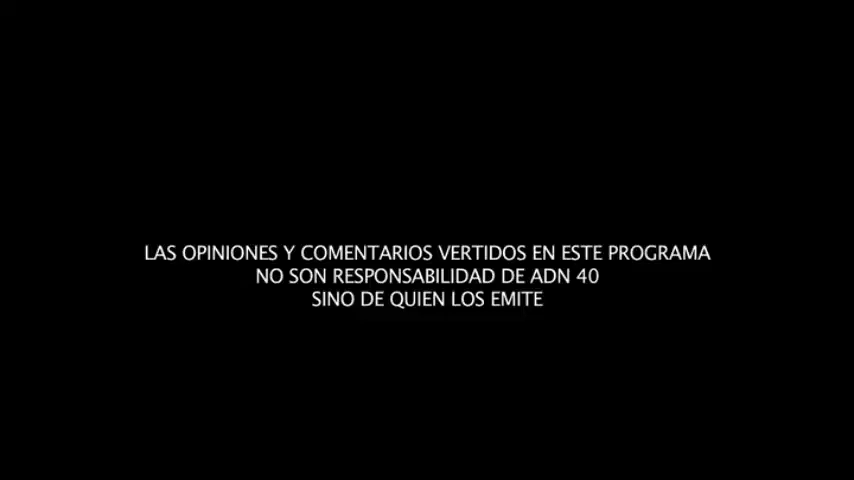 LAS OPINIONES Y COMENTARIOS VERTIDOS EN ESTE PROGRAMA
NO SON RESPONSABILIDAD DE ADN 40
SINO DE QUIEN LOS EMITE